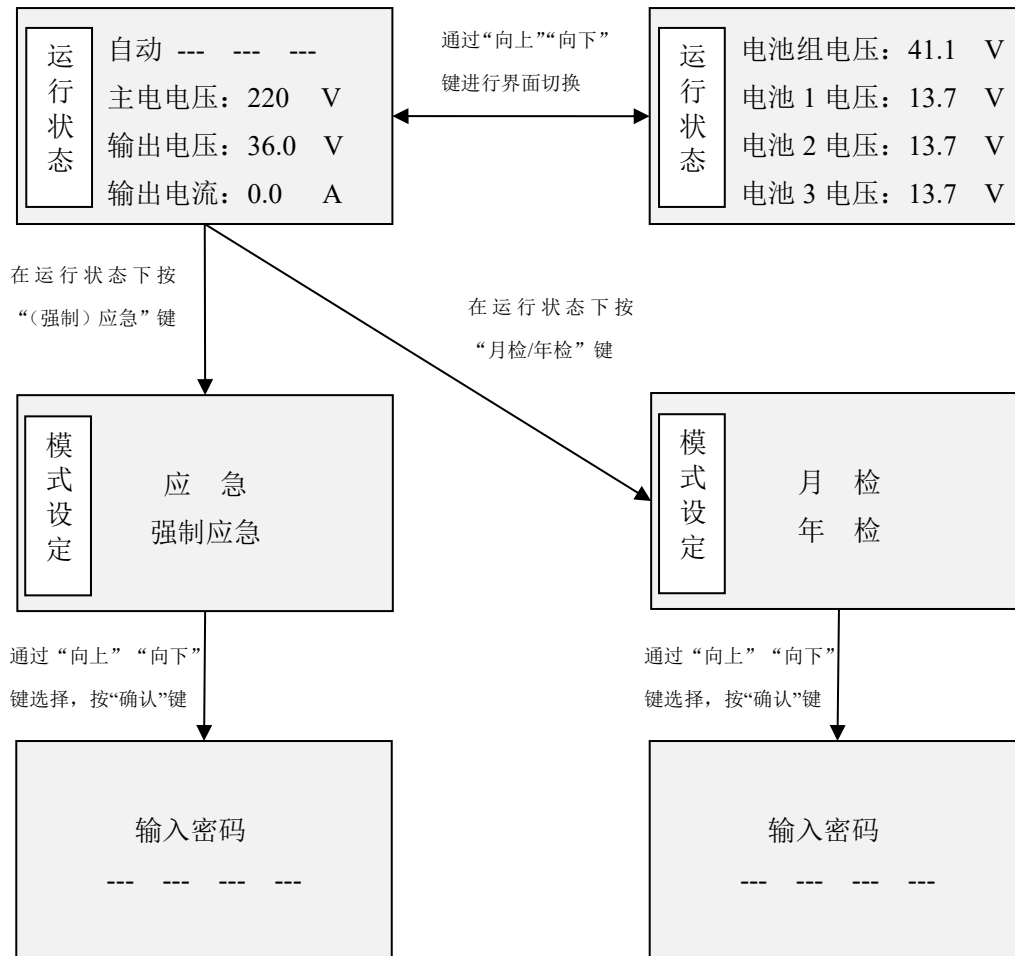 运行状态
自动 --- --- ---
主电电压：220 V
输出电压：36.0 V
输出电流：0.0 A
通过“向上”“向下”
键进行界面切换
运行状态
电池组电压：41.1 V
电池 1 电压：13.7 V
电池 2 电压：13.7 V
电池 3 电压：13.7 V
在运行状态下按
“（强制）应急”键
在运行状态下按
“月检/年检”键
模式设定
应 急
强制应急
模式设定
月 检
年 检
通过“向上”“向下”
键选择，按“确认”键
通过“向上”“向下”
键选择，按“确认”键
输入密码
--- --- --- ---
输入密码
--- --- --- ---